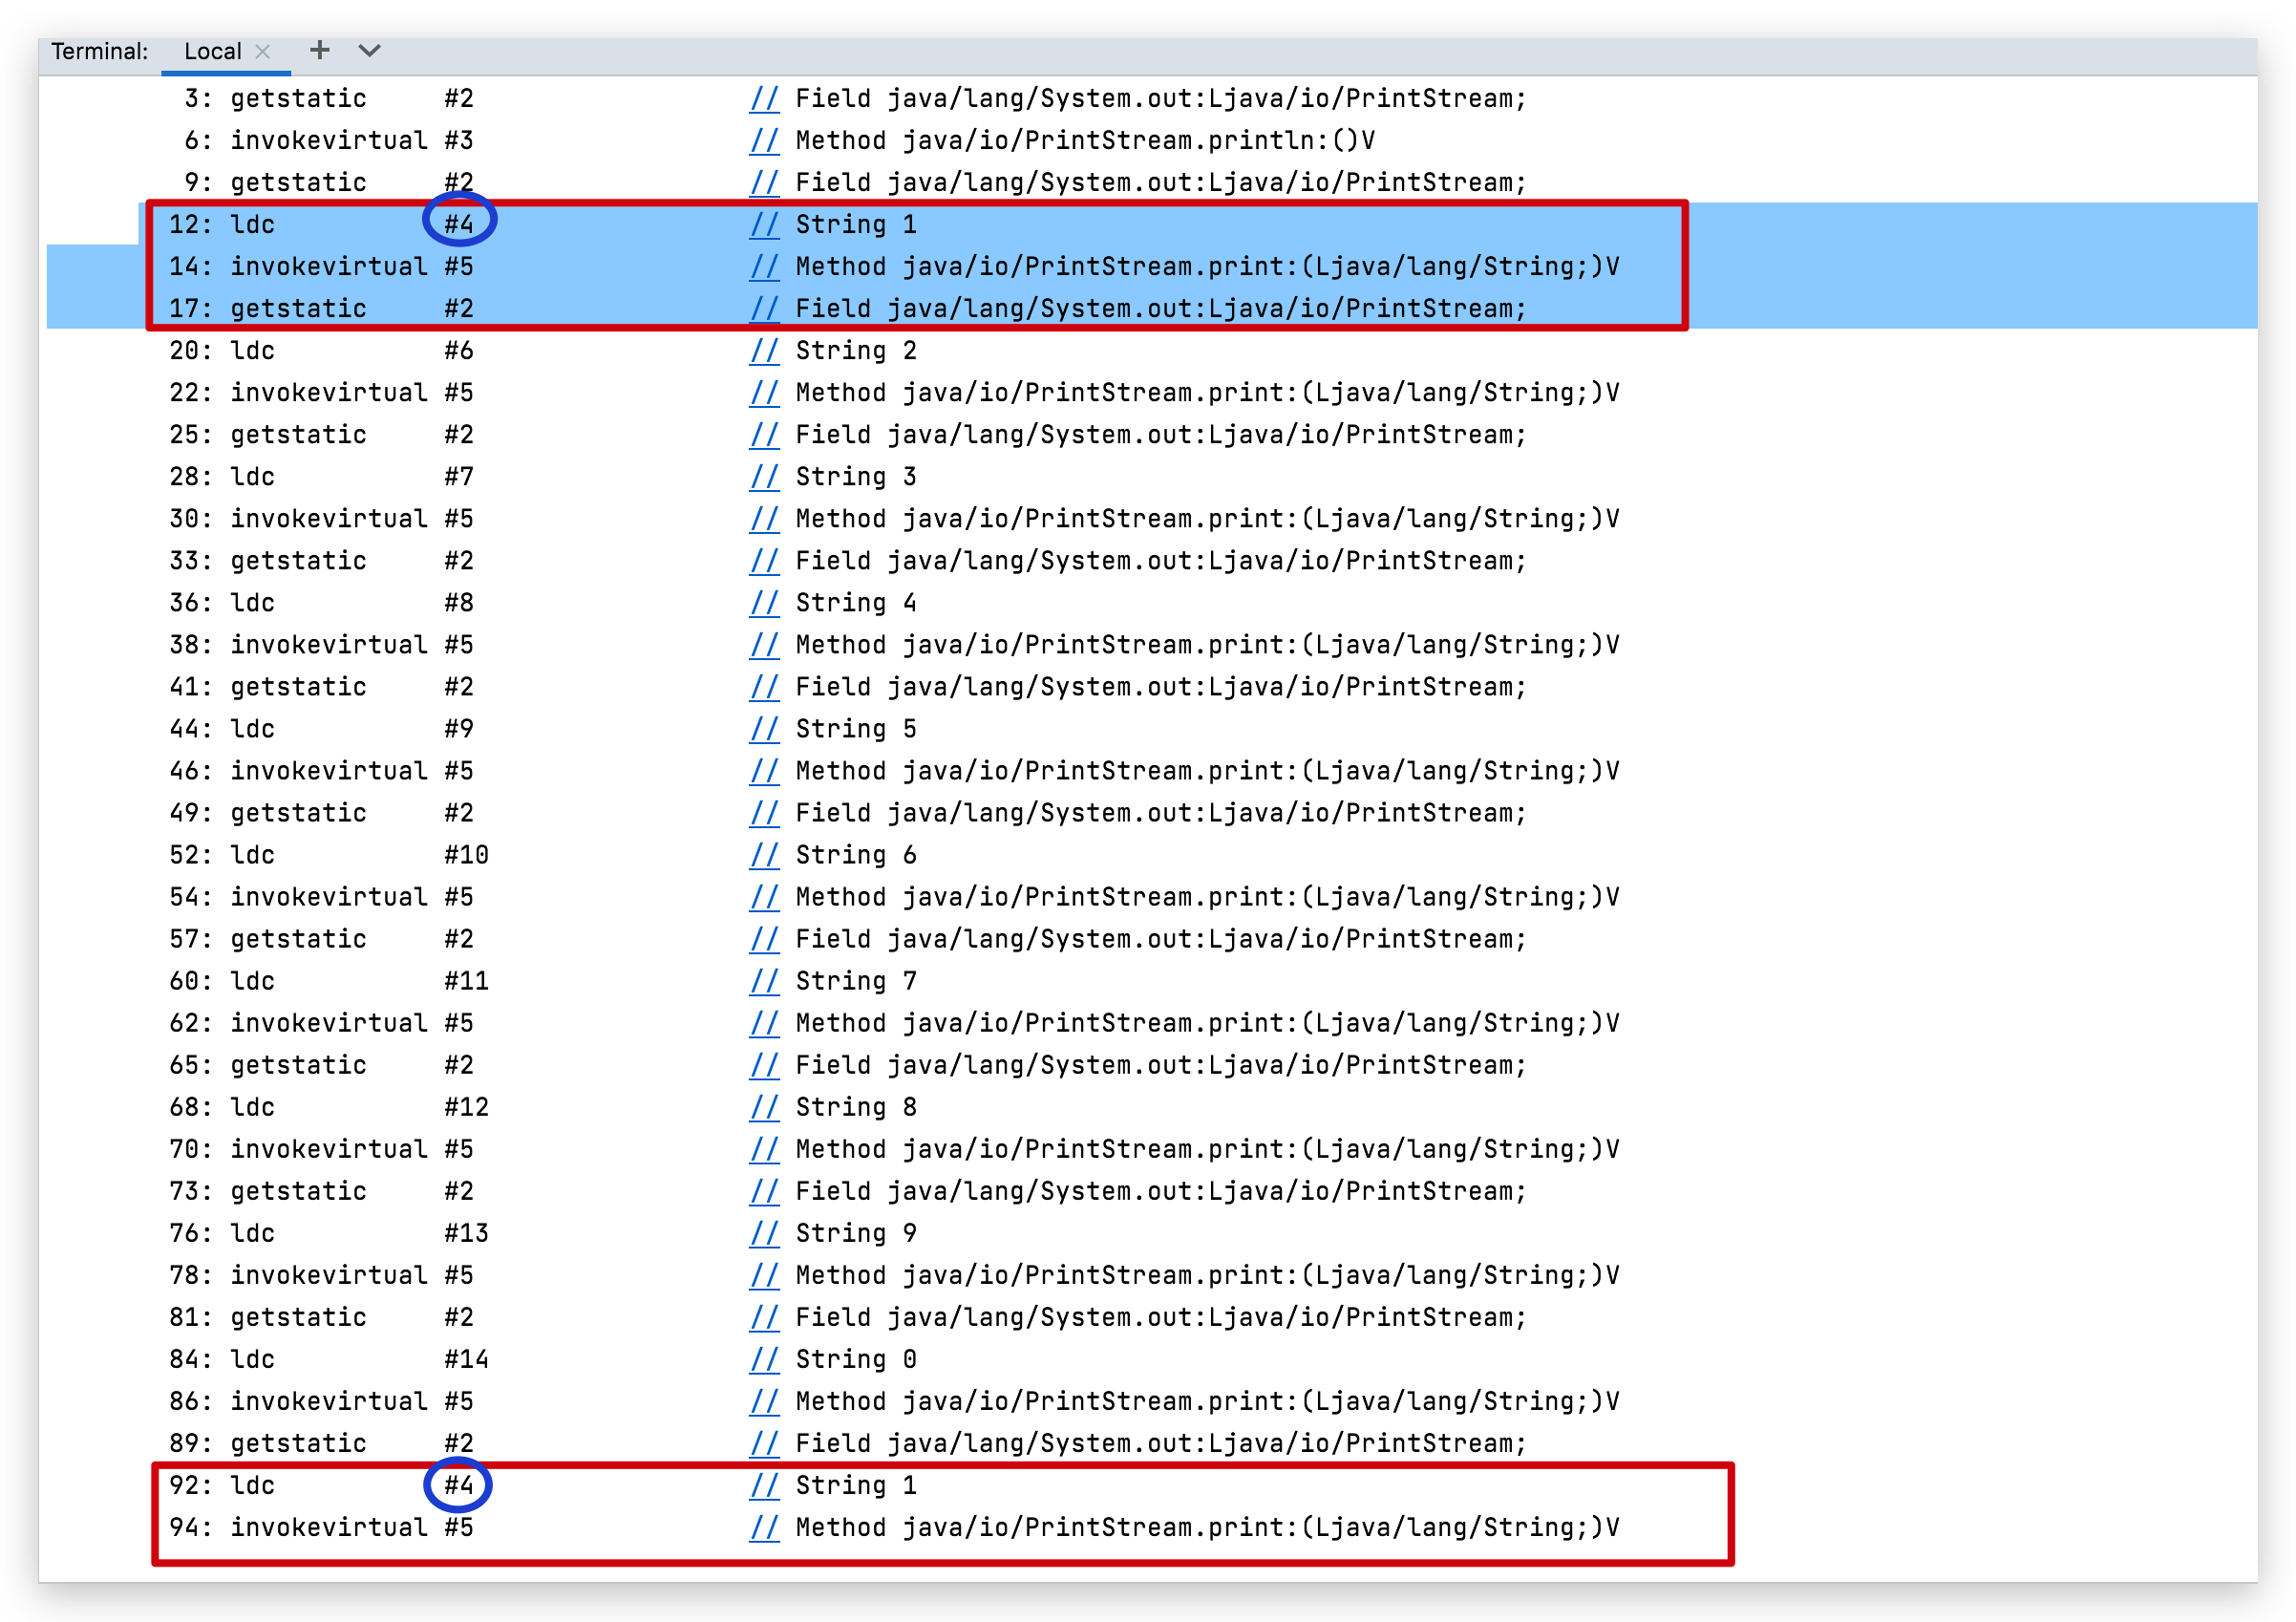 Terminal: Local × + ⌄
3: getstatic #2 // Field java/lang/System.out:Ljava/io/PrintStream;
6: invokevirtual #3 // Method java/io/PrintStream.println:()V
9: getstatic #2 // Field java/lang/System.out:Ljava/io/PrintStream;
12: ldc #4 // String 1
14: invokevirtual #5 // Method java/io/PrintStream.print:(Ljava/lang/String;)V
17: getstatic #2 // Field java/lang/System.out:Ljava/io/PrintStream;
20: ldc #6 // String 2
22: invokevirtual #5 // Method java/io/PrintStream.print:(Ljava/lang/String;)V
25: getstatic #2 // Field java/lang/System.out:Ljava/io/PrintStream;
28: ldc #7 // String 3
30: invokevirtual #5 // Method java/io/PrintStream.print:(Ljava/lang/String;)V
33: getstatic #2 // Field java/lang/System.out:Ljava/io/PrintStream;
36: ldc #8 // String 4
38: invokevirtual #5 // Method java/io/PrintStream.print:(Ljava/lang/String;)V
41: getstatic #2 // Field java/lang/System.out:Ljava/io/PrintStream;
44: ldc #9 // String 5
46: invokevirtual #5 // Method java/io/PrintStream.print:(Ljava/lang/String;)V
49: getstatic #2 // Field java/lang/System.out:Ljava/io/PrintStream;
52: ldc #10 // String 6
54: invokevirtual #5 // Method java/io/PrintStream.print:(Ljava/lang/String;)V
57: getstatic #2 // Field java/lang/System.out:Ljava/io/PrintStream;
60: ldc #11 // String 7
62: invokevirtual #5 // Method java/io/PrintStream.print:(Ljava/lang/String;)V
65: getstatic #2 // Field java/lang/System.out:Ljava/io/PrintStream;
68: ldc #12 // String 8
70: invokevirtual #5 // Method java/io/PrintStream.print:(Ljava/lang/String;)V
73: getstatic #2 // Field java/lang/System.out:Ljava/io/PrintStream;
76: ldc #13 // String 9
78: invokevirtual #5 // Method java/io/PrintStream.print:(Ljava/lang/String;)V
81: getstatic #2 // Field java/lang/System.out:Ljava/io/PrintStream;
84: ldc #14 // String 0
86: invokevirtual #5 // Method java/io/PrintStream.print:(Ljava/lang/String;)V
89: getstatic #2 // Field java/lang/System.out:Ljava/io/PrintStream;
92: ldc #4 // String 1
94: invokevirtual #5 // Method java/io/PrintStream.print:(Ljava/lang/String;)V